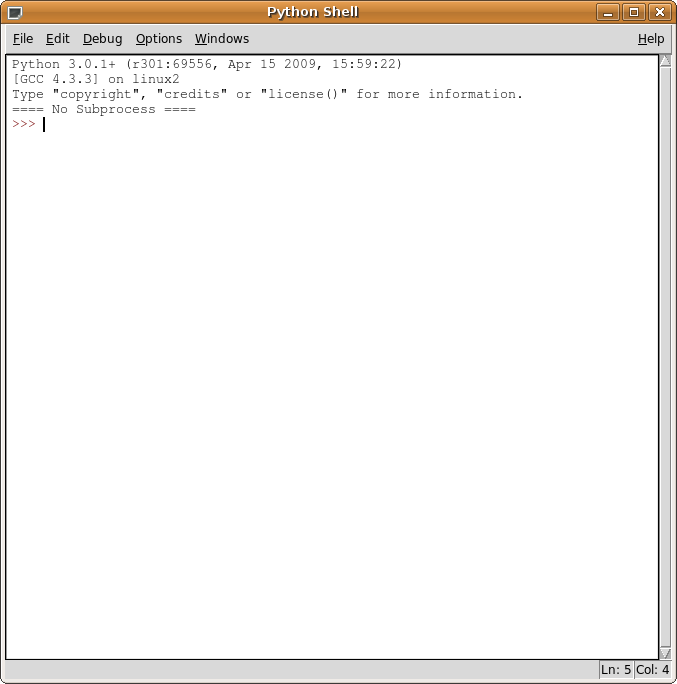 Python Shell
File Edit Debug Options Windows Help
Python 3.0.1+ (r301:69556, Apr 15 2009, 15:59:22)
[GCC 4.3.3] on linux2
Type "copyright", "credits" or "license()" for more information.
==== No Subprocess ====
>>>
Ln: 5 Col: 4